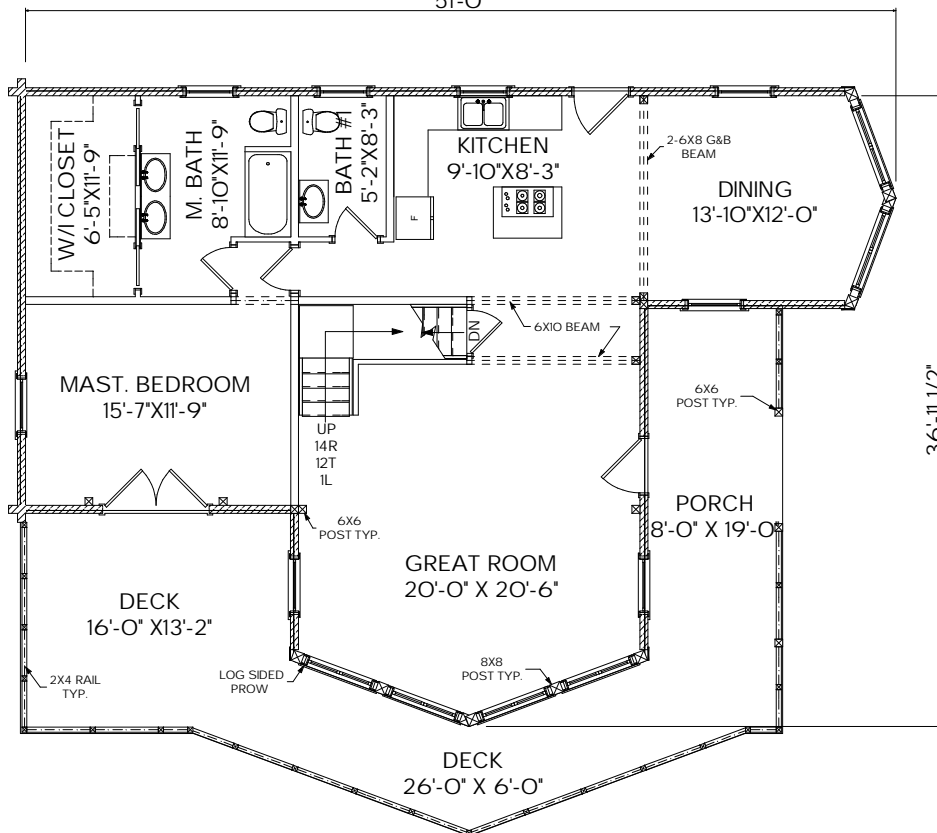 51'-0"
W/I CLOSET
6'-5"X11'-9"
M. BATH
8'-10"X11'-9"
BATH #1
5'-2"X8'-3"
KITCHEN
9'-10"X8'-3"
F
2-6X8 G&B
BEAM
DINING
13'-10"X12'-0"
DN
6X10 BEAM
MAST. BEDROOM
15'-7"X11'-9"
UP
14R
12T
1L
6X6
POST TYP.
36'-11 1/2"
6X6
POST TYP.
PORCH
8'-0" X 19'-0"
GREAT ROOM
20'-0" X 20'-6"
DECK
16'-0" X13'-2"
2X4 RAIL
TYP.
LOG SIDED
PROW
8X8
POST TYP.
DECK
26'-0" X 6'-0"